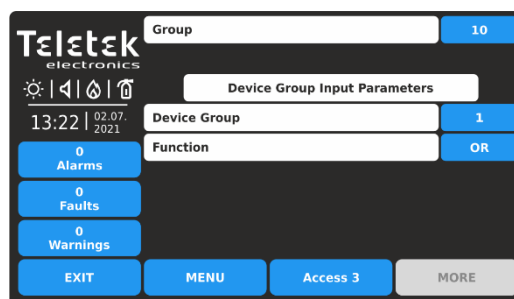 Teletek
electronics
13:22 02.07.
2021
0
Alarms
0
Faults
0
Warnings
EXIT
Group 10
Device Group Input Parameters
Device Group 1
Function OR
MENU
Access 3
MORE